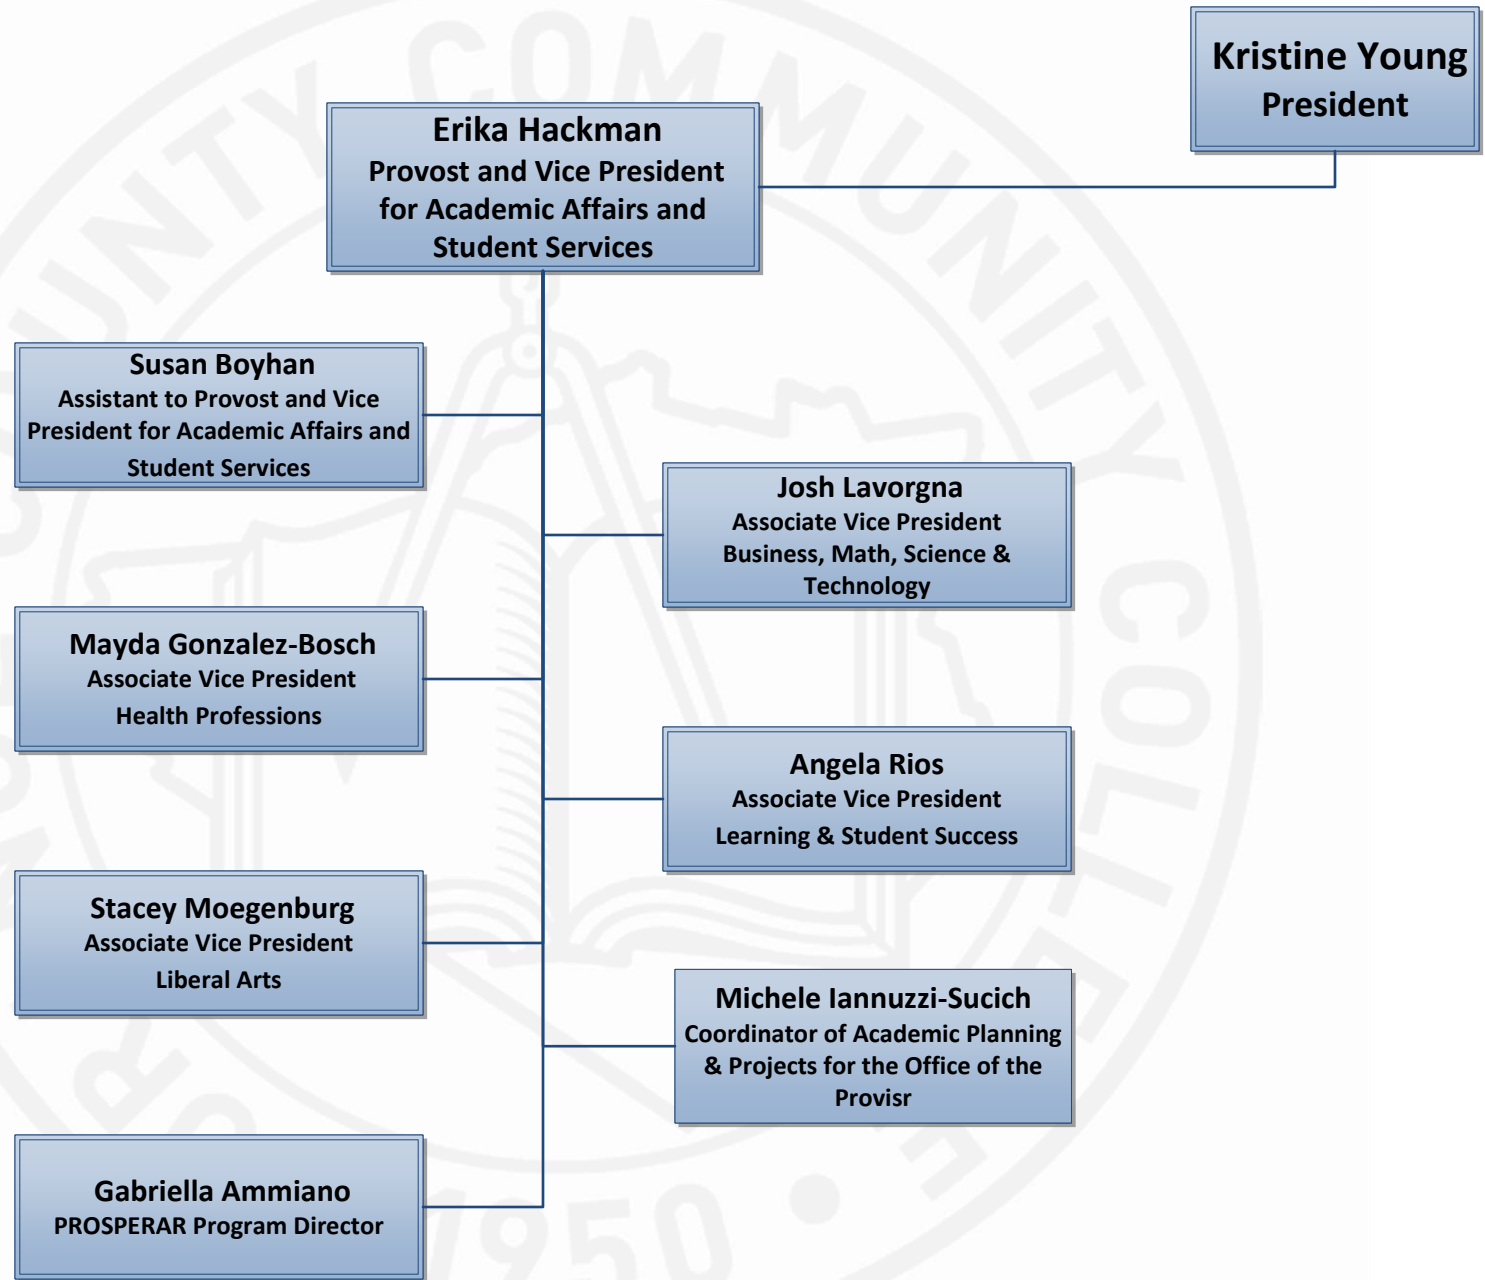 Kristine Young
President
Erika Hackman
Provost and Vice President
for Academic Affairs and
Student Services
Susan Boyhan
Assistant to Provost and Vice
President for Academic Affairs and
Student Services
Josh Lavorgna
Associate Vice President
Business, Math, Science &
Technology
Mayda Gonzalez-Bosch
Associate Vice President
Health Professions
Angela Rios
Associate Vice President
Learning & Student Success
Stacey Moegenburg
Associate Vice President
Liberal Arts
Michele Iannuzzi-Sucich
Coordinator of Academic Planning
& Projects for the Office of the
Provisr
Gabriella Ammiano
PROSPERAR Program Director
COUNTY COMMUNITY COLLEGE
1950